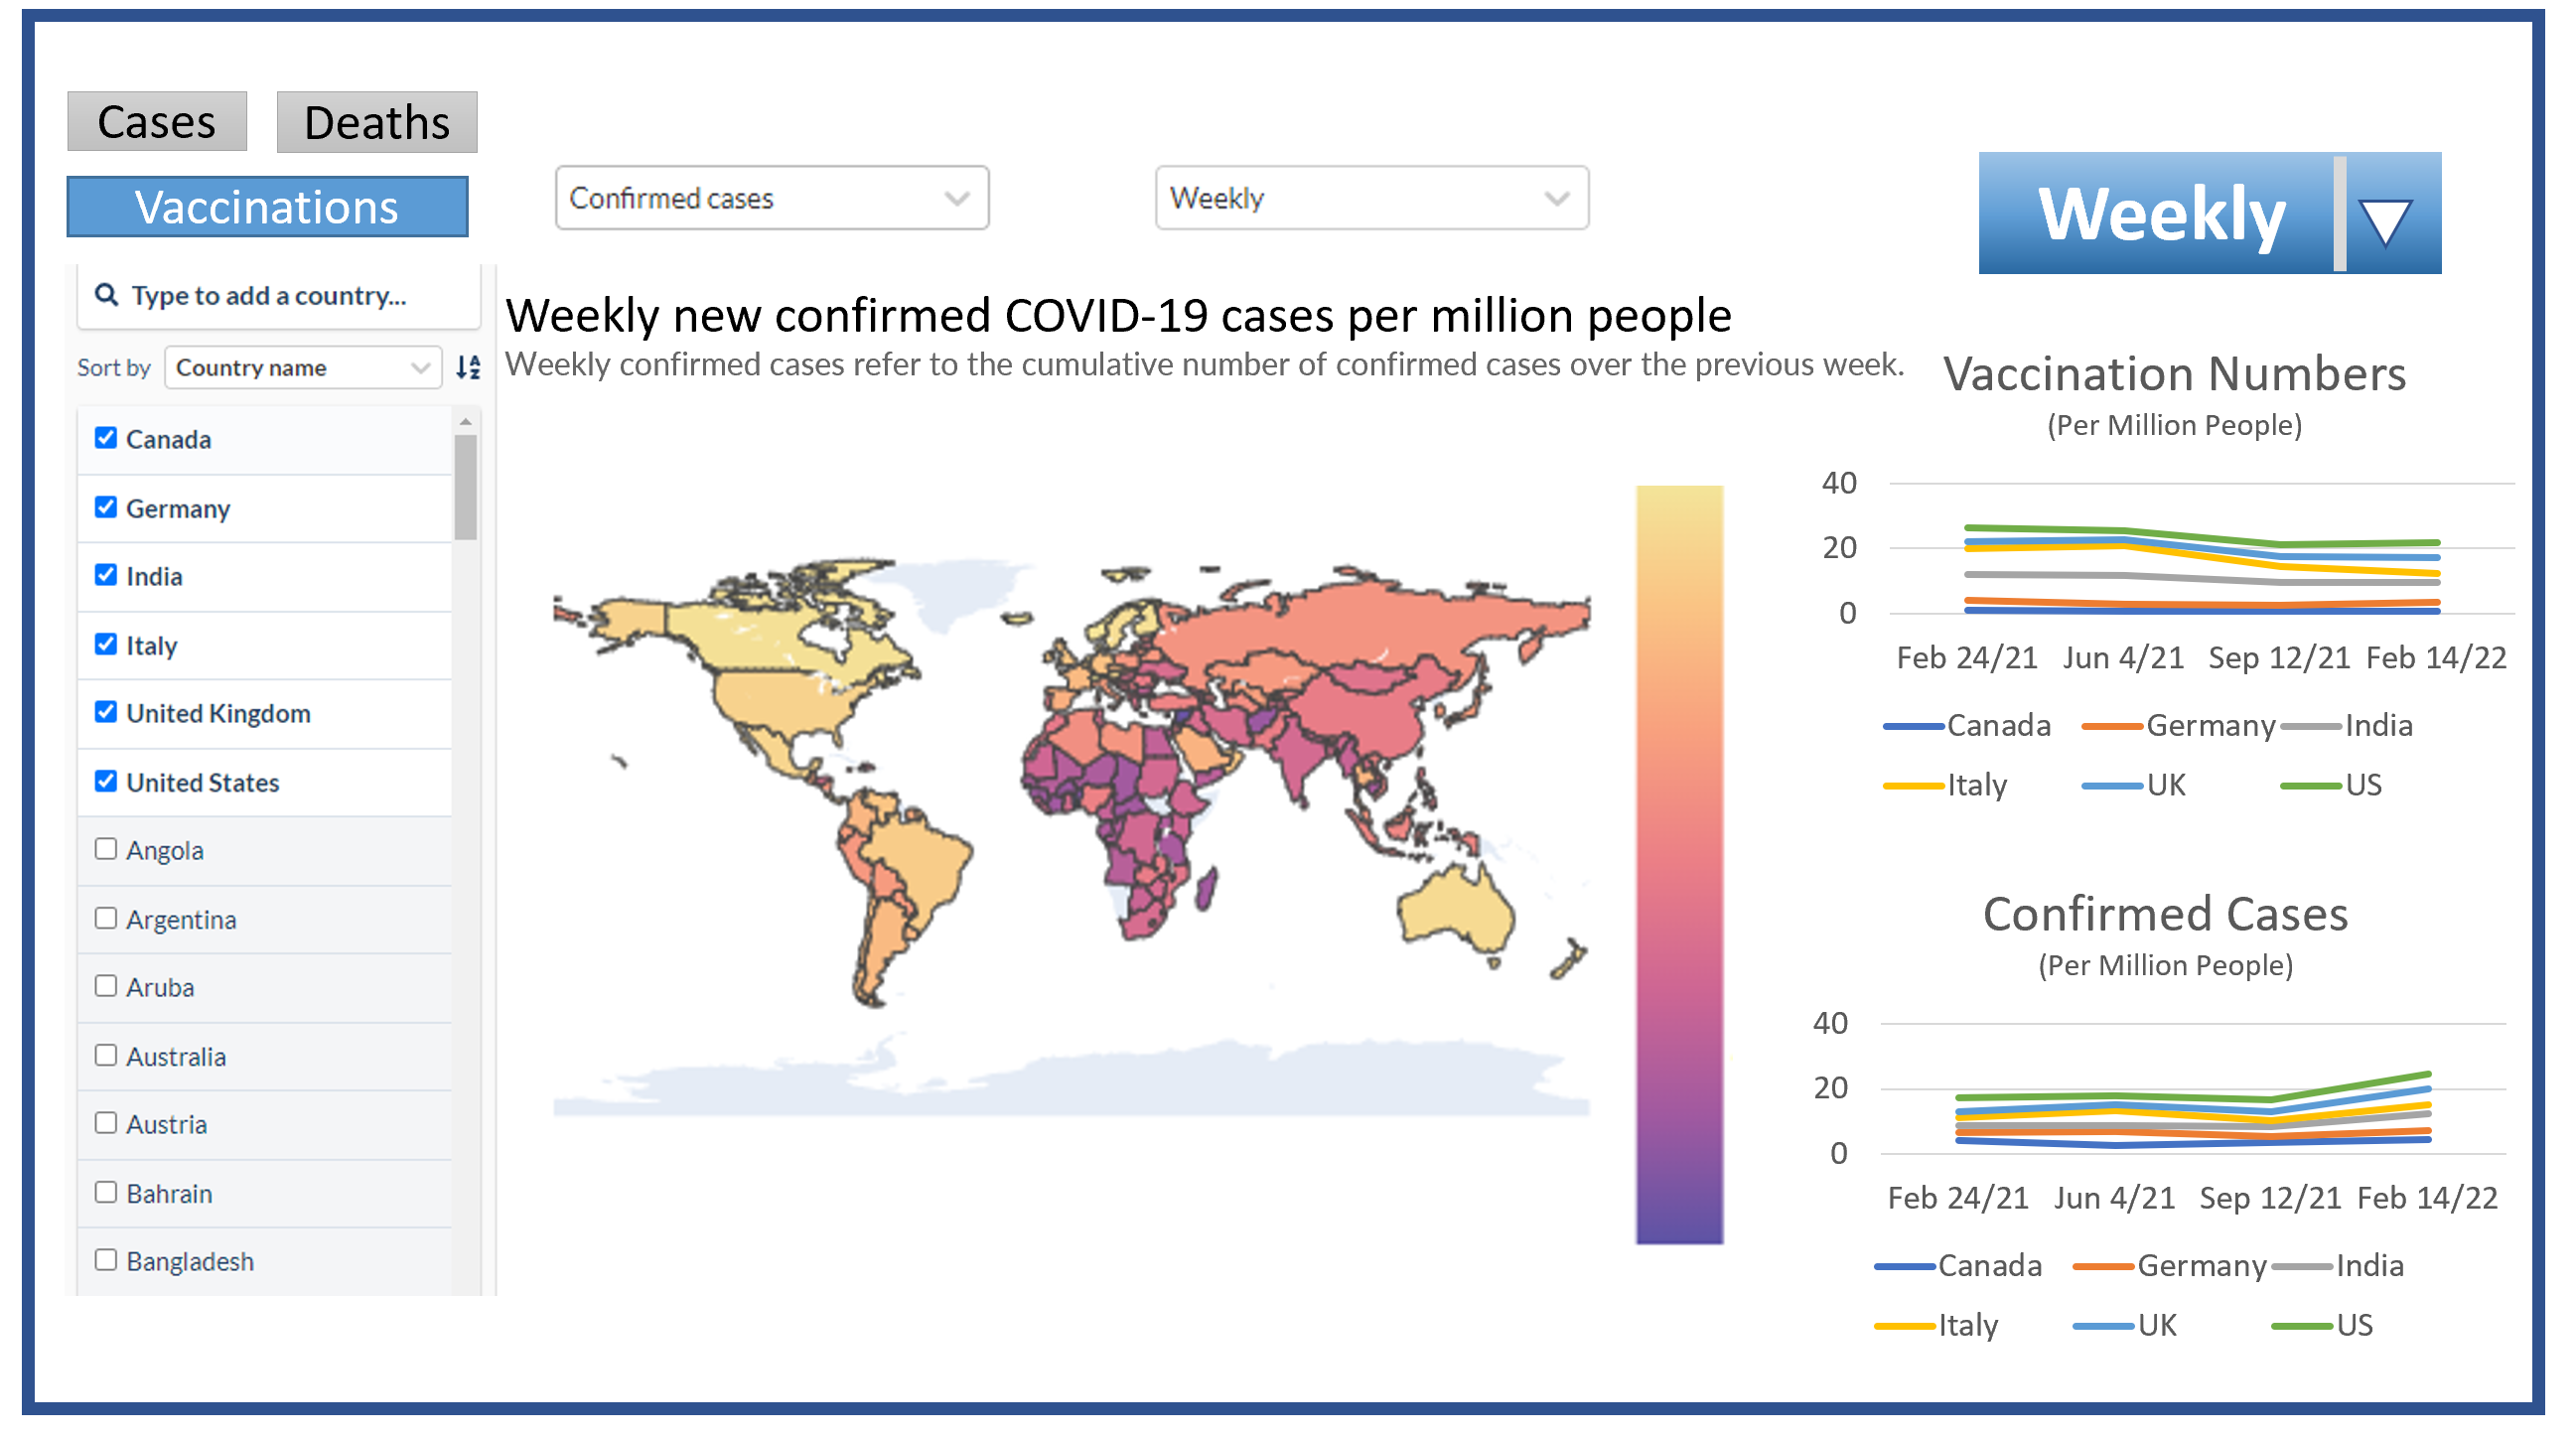 Cases
Deaths
Vaccinations
Confirmed cases
Weekly
Weekly
Type to add a country...
Sort by
Country name
Canada
Germany
India
Italy
United Kingdom
United States
Angola
Argentina
Aruba
Australia
Austria
Bahrain
Bangladesh
Weekly new confirmed COVID-19 cases per million people
Weekly confirmed cases refer to the cumulative number of confirmed cases over the previous week.
Vaccination Numbers
(Per Million People)
40
20
0
Feb 24/21 Jun 4/21 Sep 12/21 Feb 14/22
Canada Germany India
Italy UK US
Confirmed Cases
(Per Million People)
40
20
0
Feb 24/21 Jun 4/21 Sep 12/21 Feb 14/22
Canada Germany India
Italy UK US